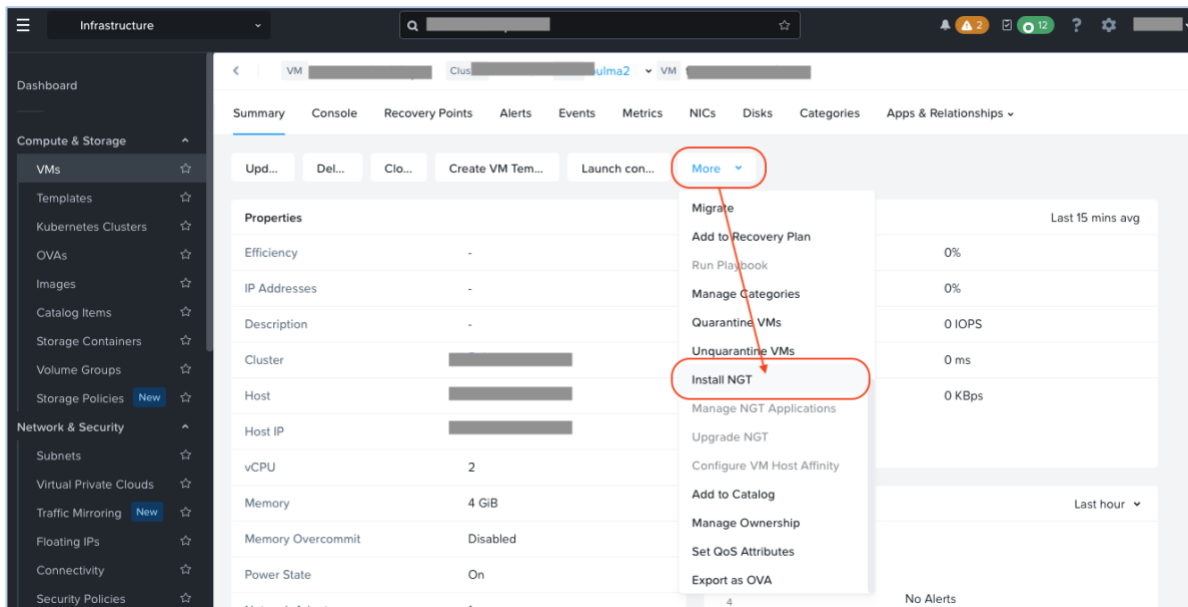 Infrastructure
2
12
?
VM Clus ulma2 VM
Dashboard
Summary Console Recovery Points Alerts Events Metrics NICs Disks Categories Apps & Relationships
Compute & Storage
VMs
Upd... Del... Clo... Create VM Tem... Launch con... More
Templates
Kubernetes Clusters
OVAs
Images
Catalog Items
Storage Containers
Volume Groups
Storage Policies New
Network & Security
Subnets
Virtual Private Clouds
Traffic Mirroring New
Floating IPs
Connectivity
Security Policies
Properties
Efficiency -
IP Addresses -
Description -
Cluster
Host
Host IP
vCPU 2
Memory 4 GiB
Memory Overcommit Disabled
Power State On
Migrate
Add to Recovery Plan
Run Playbook
Manage Categories
Quarantine VMs
Unquarantine VMs
Install NGT
Manage NGT Applications
Upgrade NGT
Configure VM Host Affinity
Add to Catalog
Manage Ownership
Set QoS Attributes
Export as OVA
Last 15 mins avg
0%
0%
0 IOPS
0 ms
0 KBps
Last hour
4
No Alerts